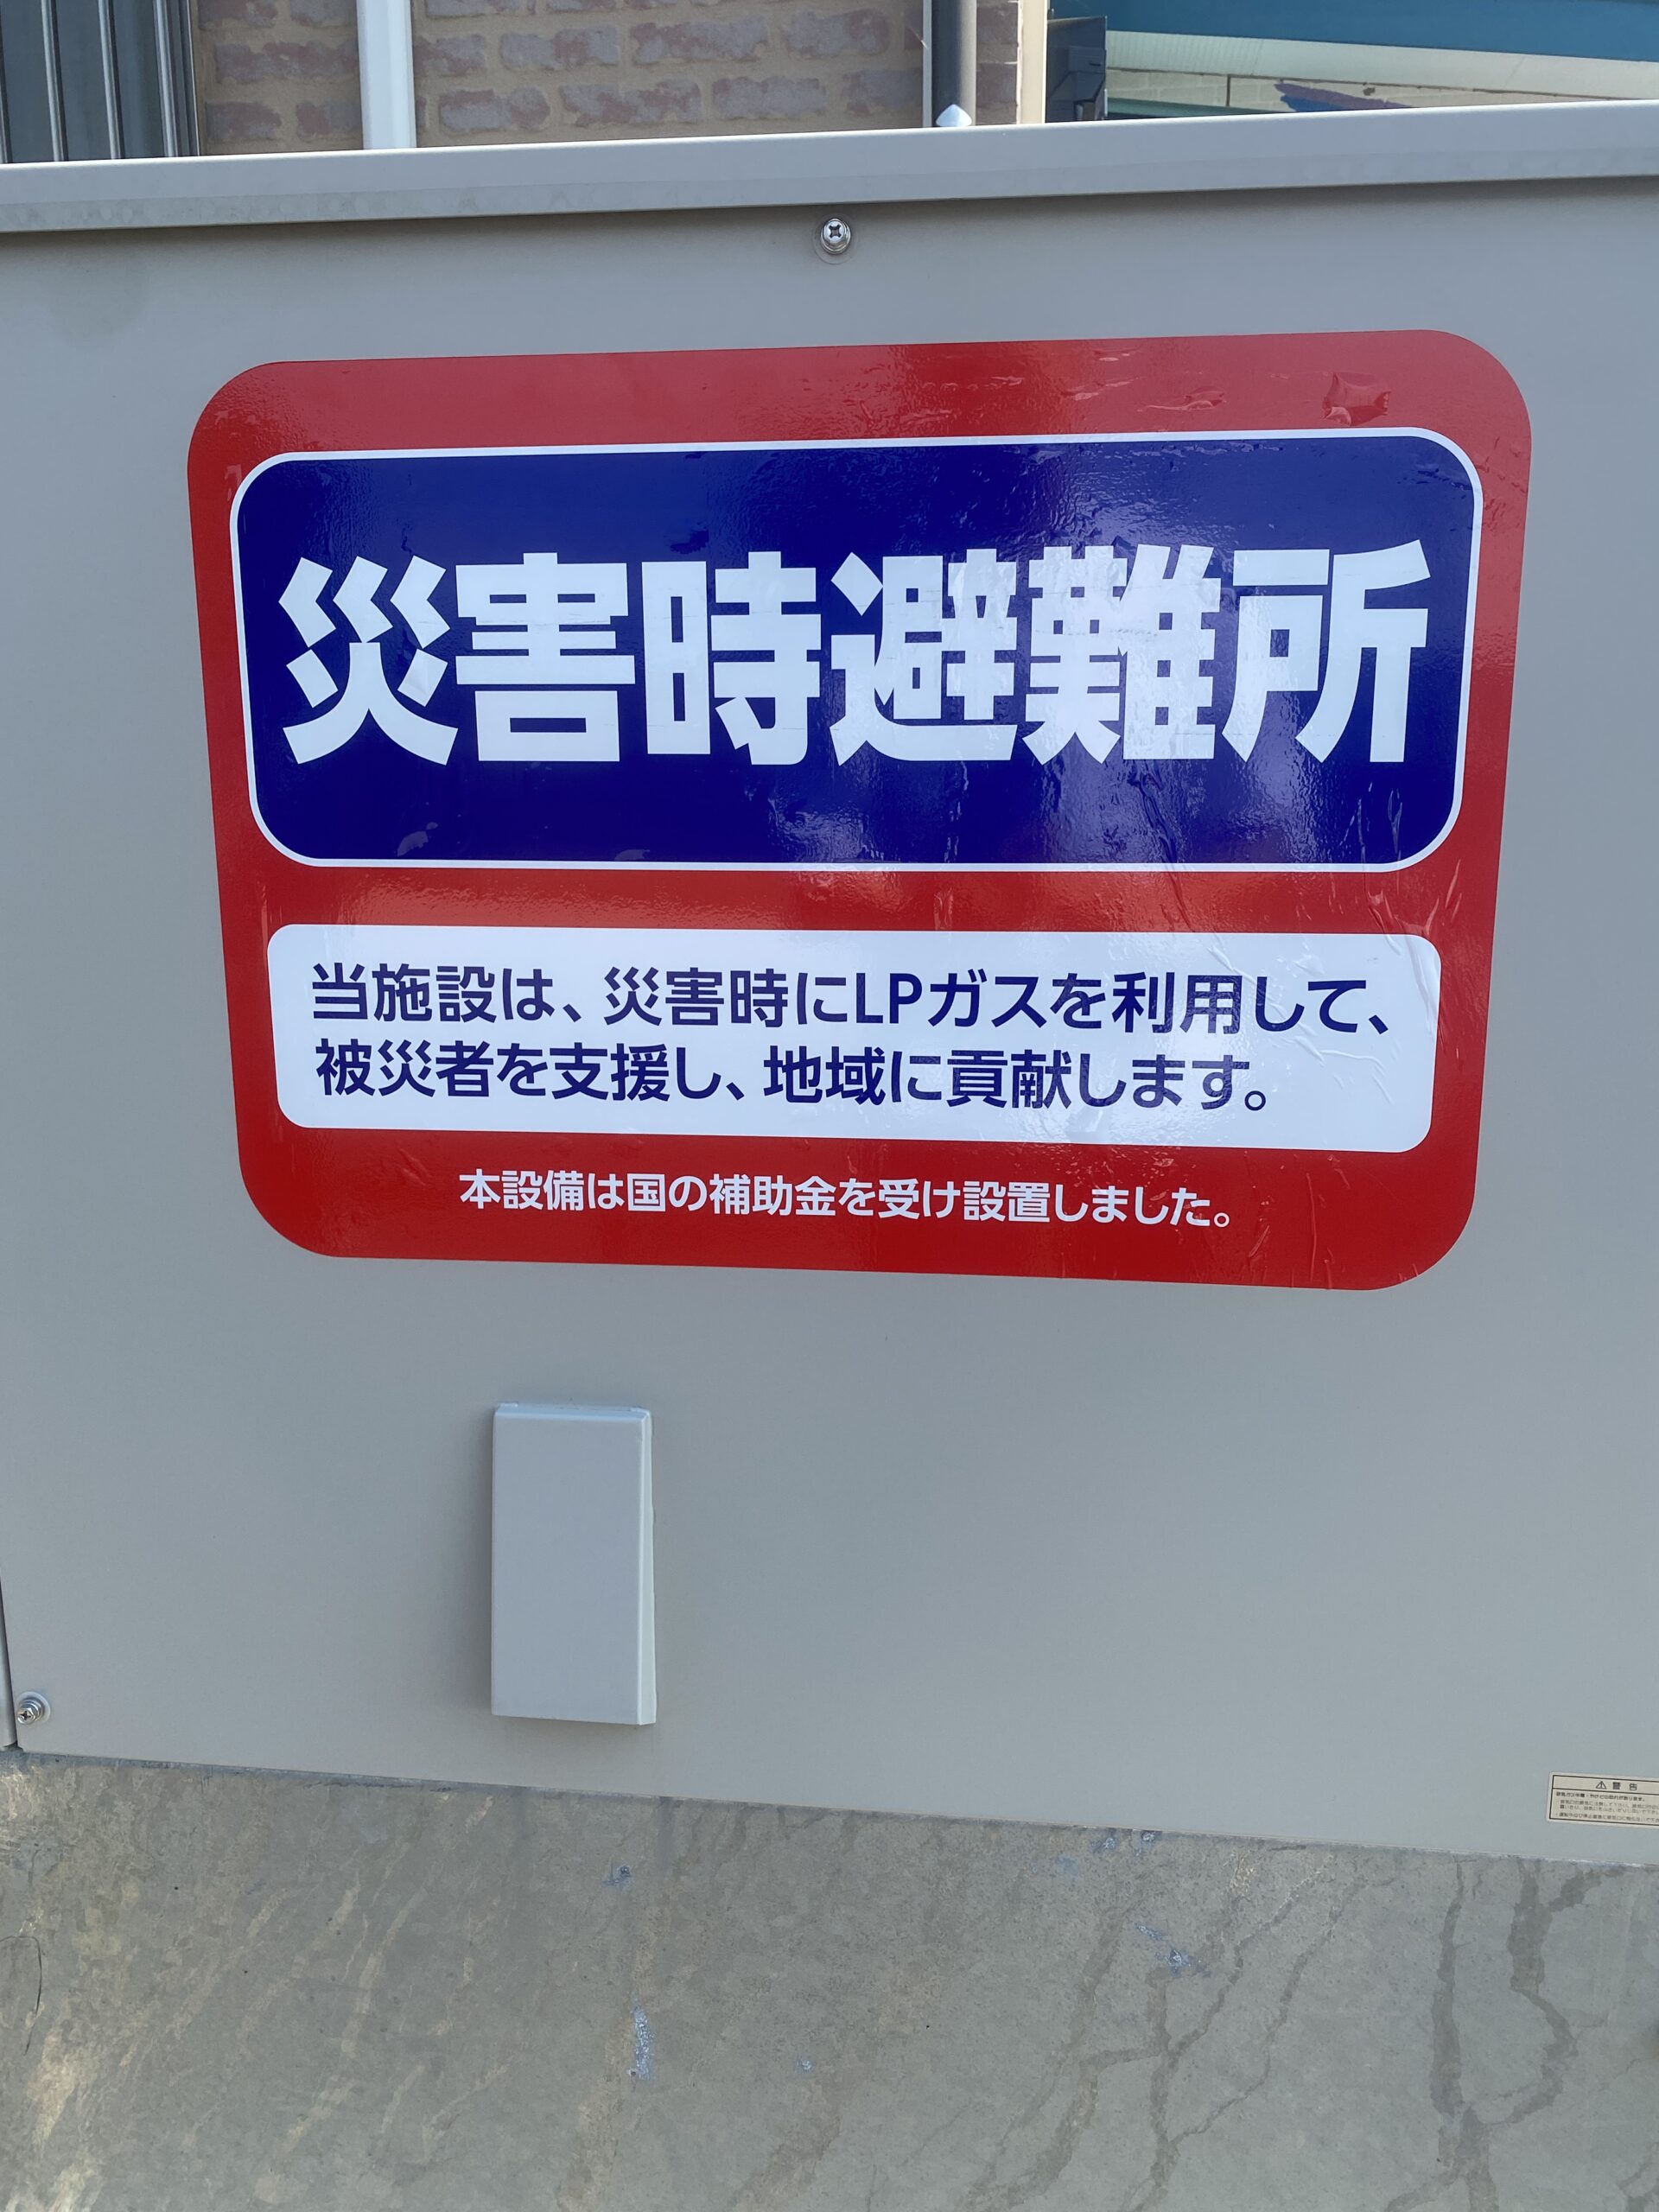 災害時避難所
当施設は、災害時にLPガスを利用して、
被災者を支援し、地域に貢献します。
本設備は国の補助金を受け設置しました。
⚠警告